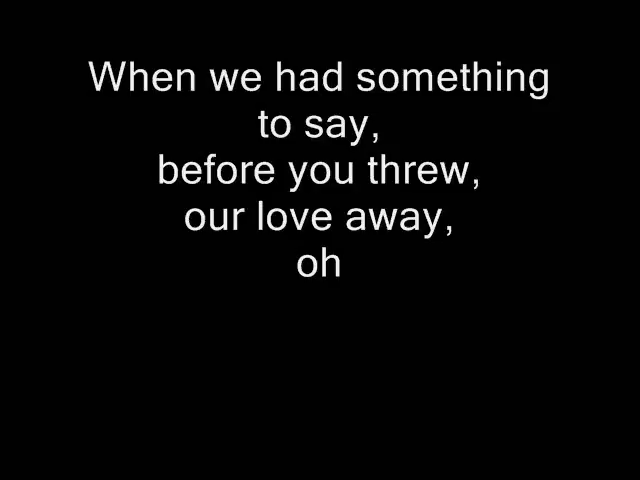 When we had something
to say,
before you threw,
our love away,
oh